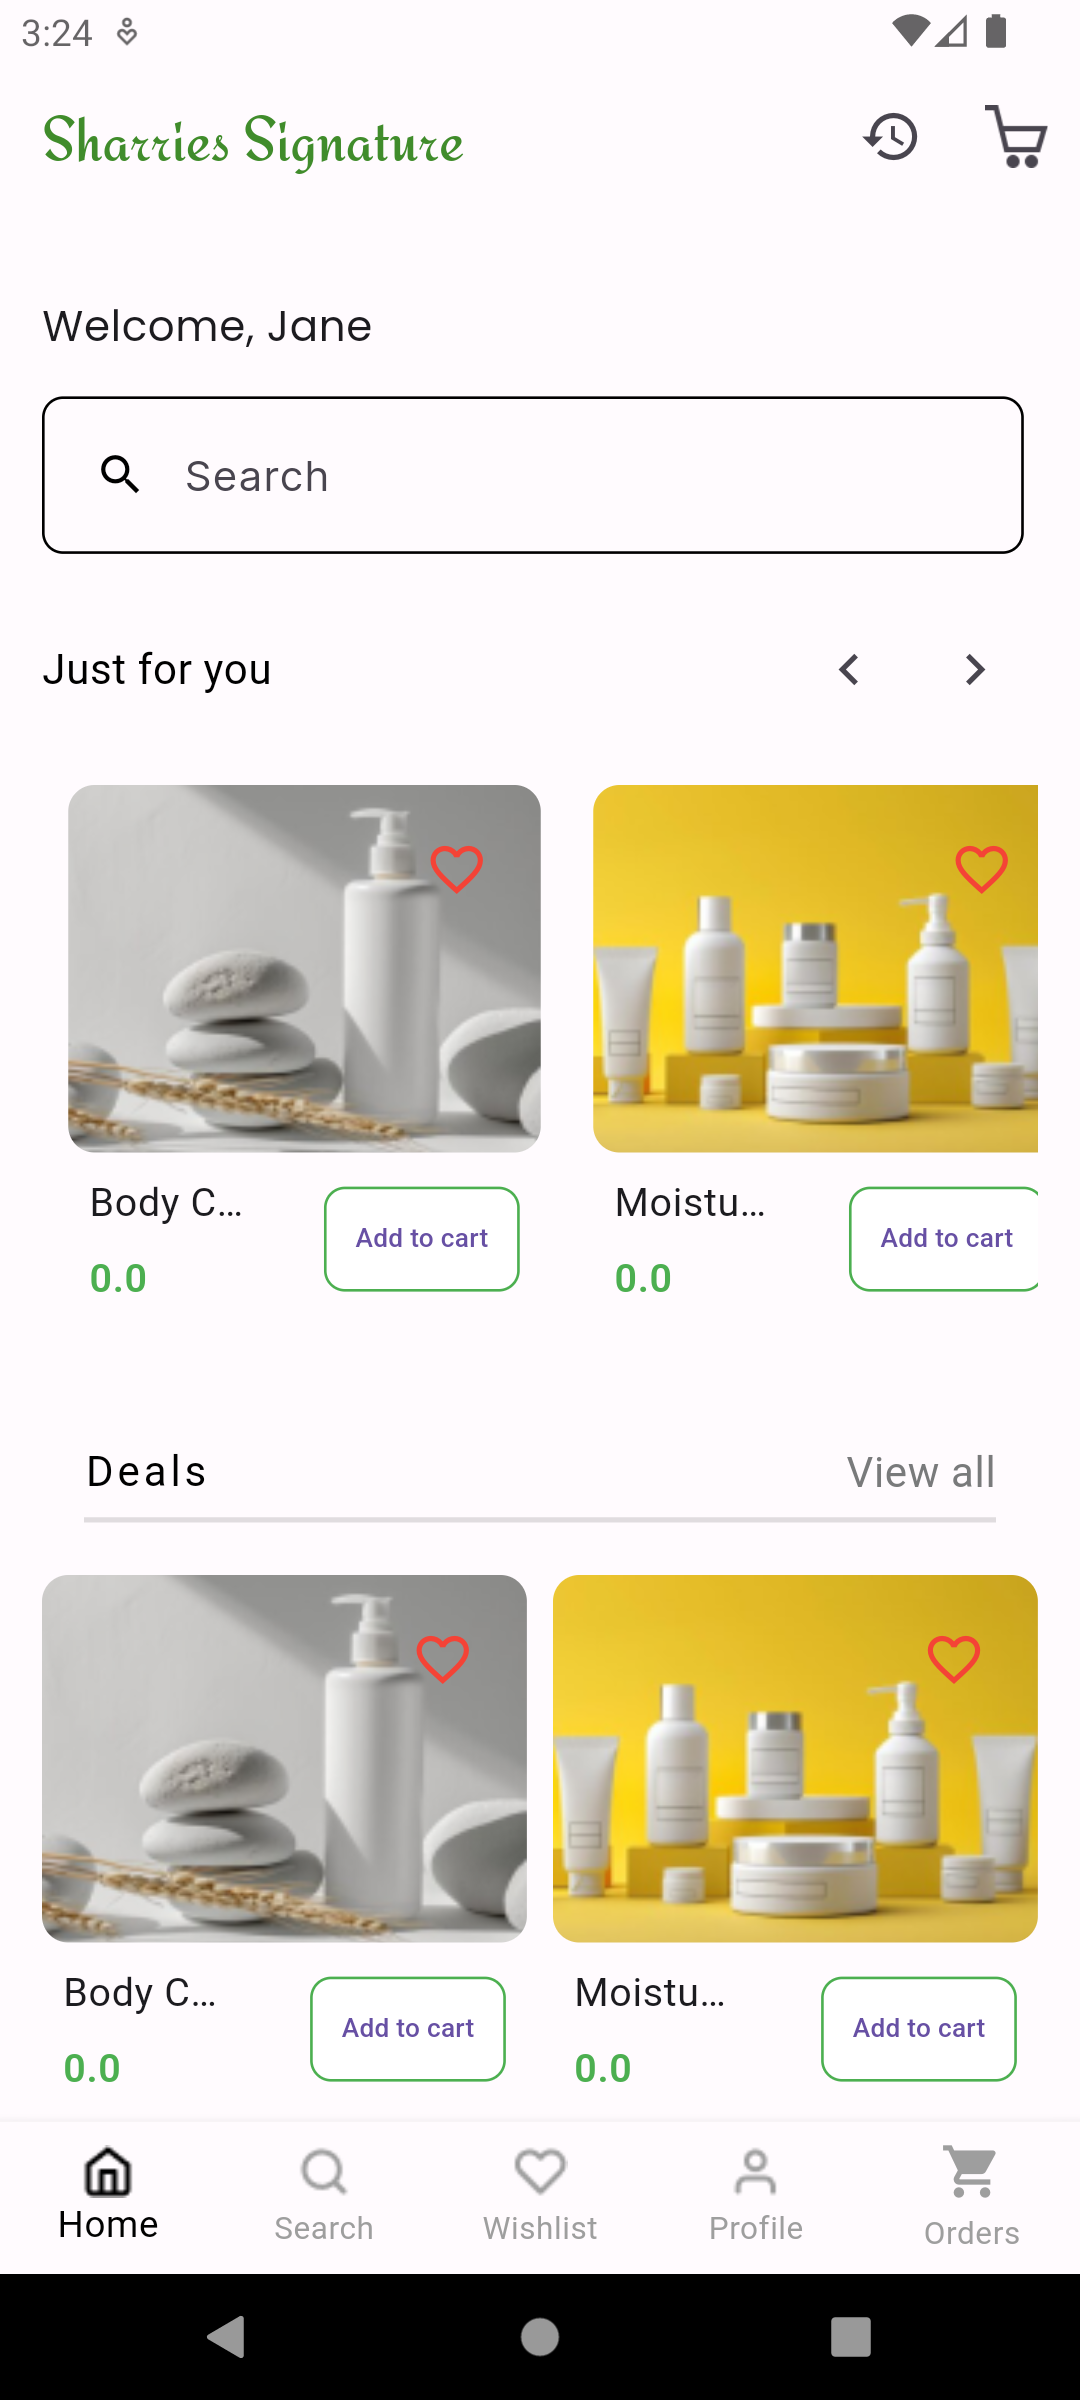 3:24
Sharries Signature
Welcome, Jane
Search
Just for you
Body C...
Add to cart
0.0
Moistu...
Add to cart
0.0
Deals
View all
Body C...
Add to cart
0.0
Moistu...
Add to cart
0.0
Home
Search
Wishlist
Profile
Orders